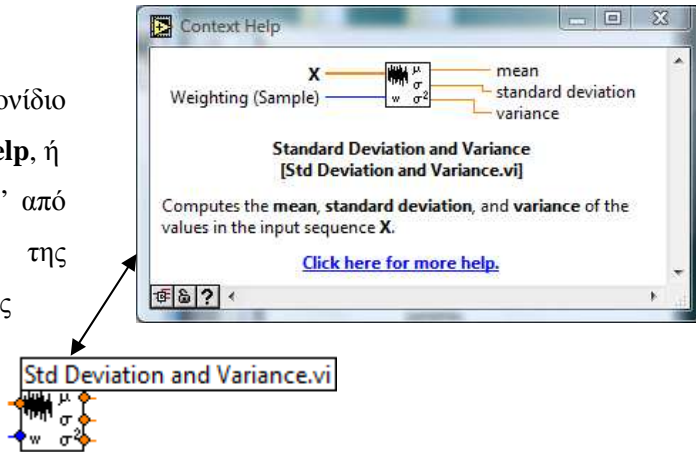 Context Help
X
Weighting (Sample)
mean
standard deviation
variance
μ
σ
w σ²
Standard Deviation and Variance
[Std Deviation and Variance.vi]
Computes the mean, standard deviation, and variance of the
values in the input sequence X.
Click here for more help.
?
από
της
Std Deviation and Variance.vi
μ
σ
w σ²